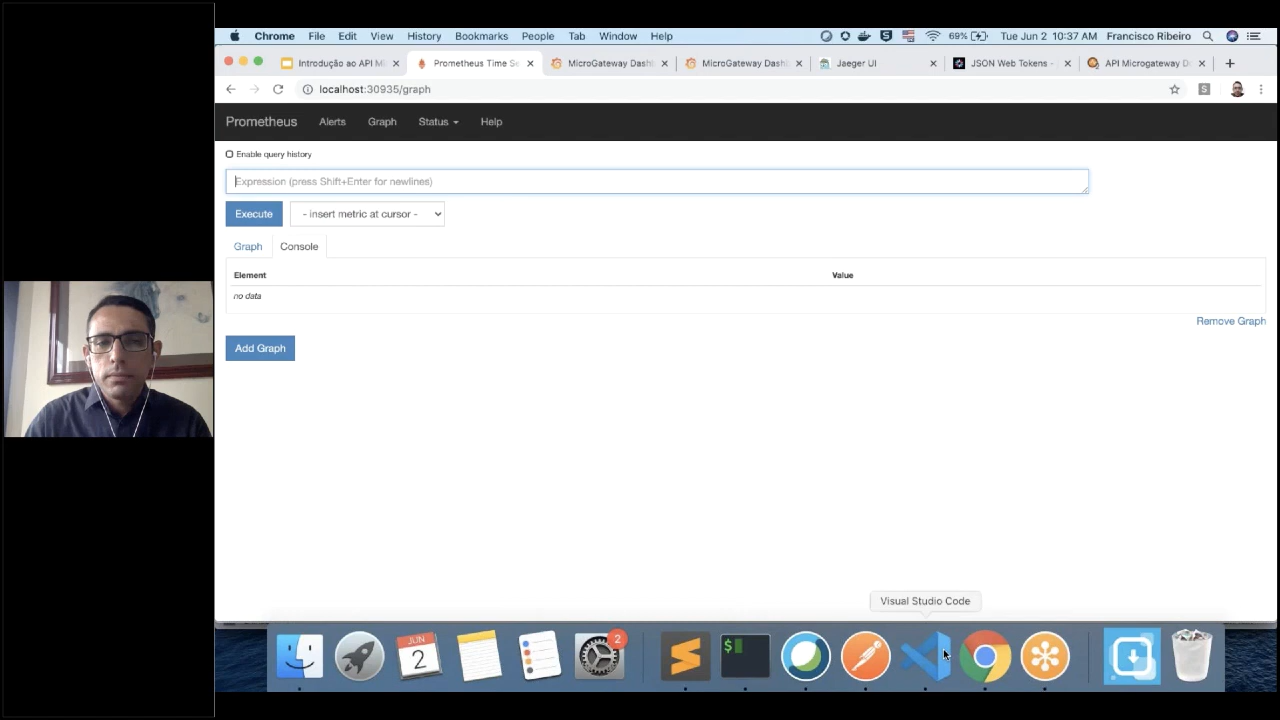 Chrome File Edit View History Bookmarks People Tab Window Help 69% Tue Jun 2 10:37 AM Francisco Ribeiro
Introdução ao API Mi Prometheus Time Se MicroGateway Dash MicroGateway Dash Jaeger UI JSON Web Tokens - API Microgateway D
localhost:30935/graph S
Prometheus Alerts Graph Status Help
Enable query history
Expression (press Shift+Enter for newlines)
Execute - insert metric at cursor -
Graph Console
Element Value
no data
Remove Graph
Add Graph
Visual Studio Code
JUN
2
2
$